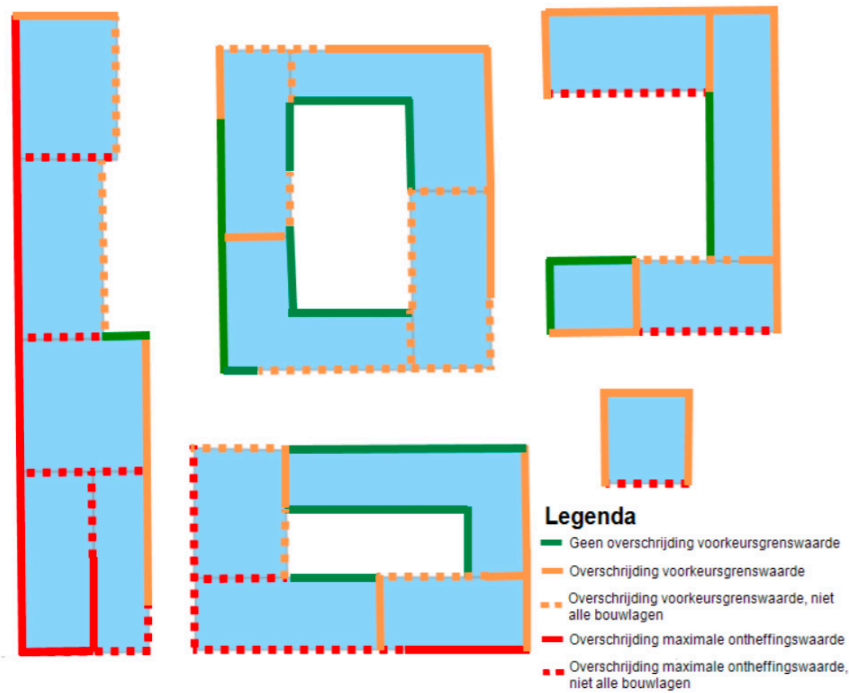 Legenda
Geen overschrijding voorkeursgrenswaarde
Overschrijding voorkeursgrenswaarde
Overschrijding voorkeursgrenswaarde, niet
alle bouwlagen
Overschrijding maximale ontheffingswaarde
Overschrijding maximale ontheffingswaarde,
niet alle bouwlagen